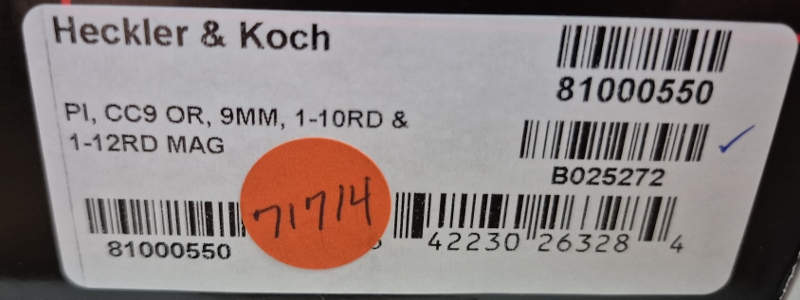 Heckler & Koch
81000550
PI, CC9 OR, 9MM, 1-10RD &
1-12RD MAG
B025272
71714
81000550
42230 26328 4